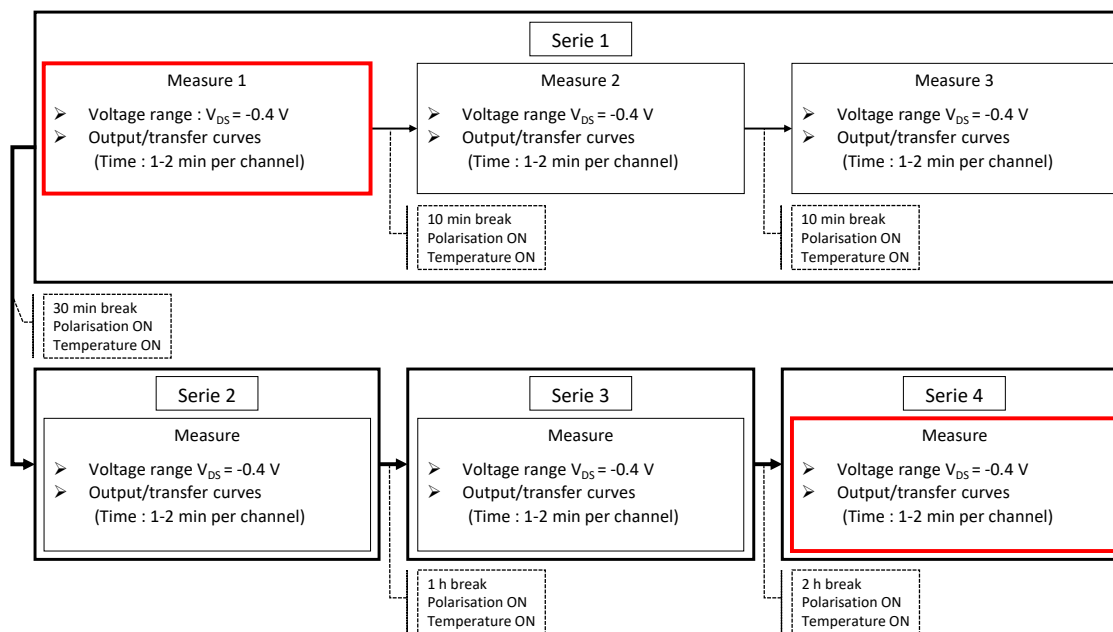 Serie 1
Measure 1
➢ Voltage range : V_DS = -0.4 V
➢ Output/transfer curves
(Time : 1-2 min per channel)
Measure 2
➢ Voltage range V_DS = -0.4 V
➢ Output/transfer curves
(Time : 1-2 min per channel)
Measure 3
➢ Voltage range V_DS = -0.4 V
➢ Output/transfer curves
(Time : 1-2 min per channel)
10 min break
Polarisation ON
Temperature ON
10 min break
Polarisation ON
Temperature ON
30 min break
Polarisation ON
Temperature ON
Serie 2
Measure
➢ Voltage range V_DS = -0.4 V
➢ Output/transfer curves
(Time : 1-2 min per channel)
Serie 3
Measure
➢ Voltage range V_DS = -0.4 V
➢ Output/transfer curves
(Time : 1-2 min per channel)
Serie 4
Measure
➢ Voltage range V_DS = -0.4 V
➢ Output/transfer curves
(Time : 1-2 min per channel)
1 h break
Polarisation ON
Temperature ON
2 h break
Polarisation ON
Temperature ON